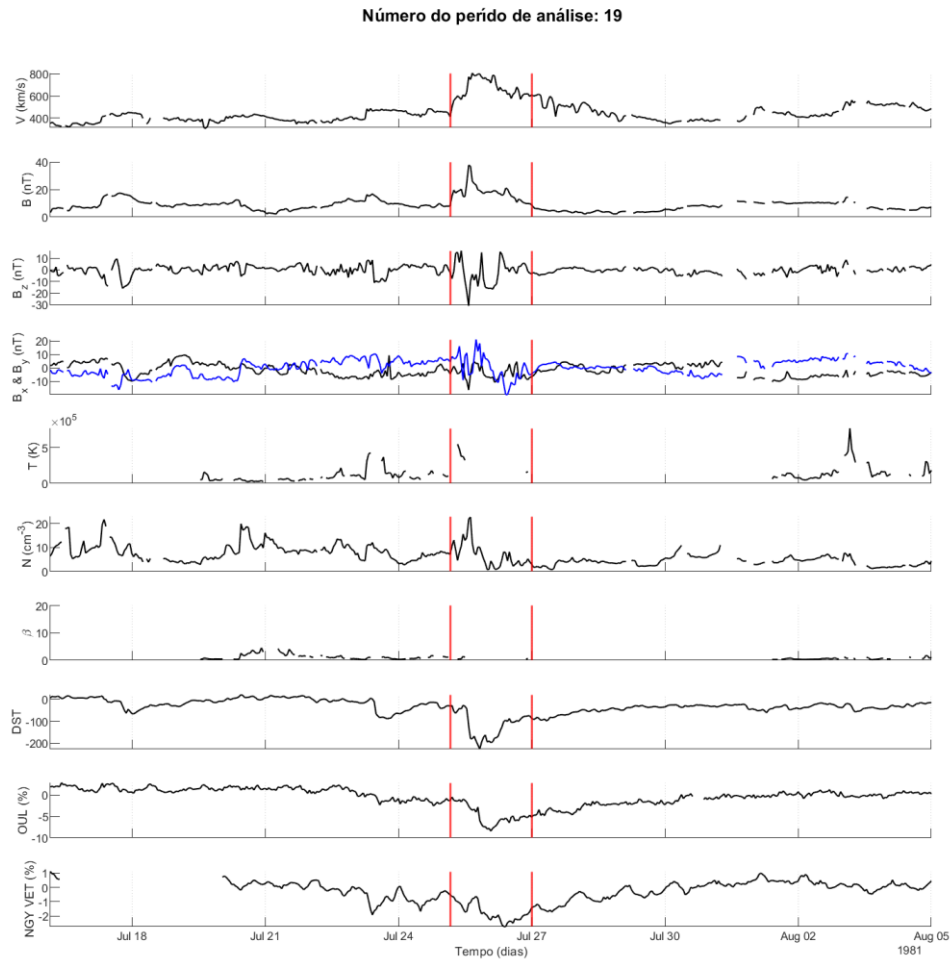 Número do perído de análise: 19
V (km/s)
800
600
400
B (nT)
40
20
0
B_z (nT)
10
0
-10
-20
-30
B_x & B_y (nT)
20
10
0
-10
×10^5
T (K)
5
0
N (cm^-3)
20
10
0
β
20
10
0
DST
0
-100
-200
OUL (%)
0
-5
-10
NGY VET (%)
1
0
-1
-2
Jul 18 Jul 21 Jul 24 Jul 27 Jul 30 Aug 02 Aug 05
Tempo (dias) 1981